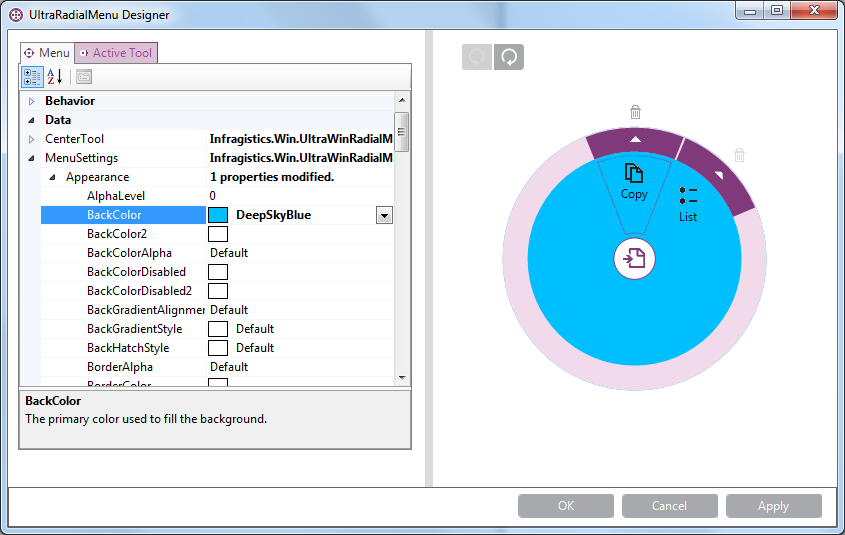 UltraRadialMenu Designer
Menu Active Tool
A
Z
Behavior
Data
CenterTool Infragistics.Win.UltraWinRadialM
MenuSettings Infragistics.Win.UltraWinRadialM
Appearance 1 properties modified.
AlphaLevel 0
BackColor DeepSkyBlue
BackColor2
BackColorAlpha Default
BackColorDisabled
BackColorDisabled2
BackGradientAlignmer Default
BackGradientStyle Default
BackHatchStyle Default
BorderAlpha Default
BorderColor
BackColor
The primary color used to fill the background.
Copy
List
OK Cancel Apply